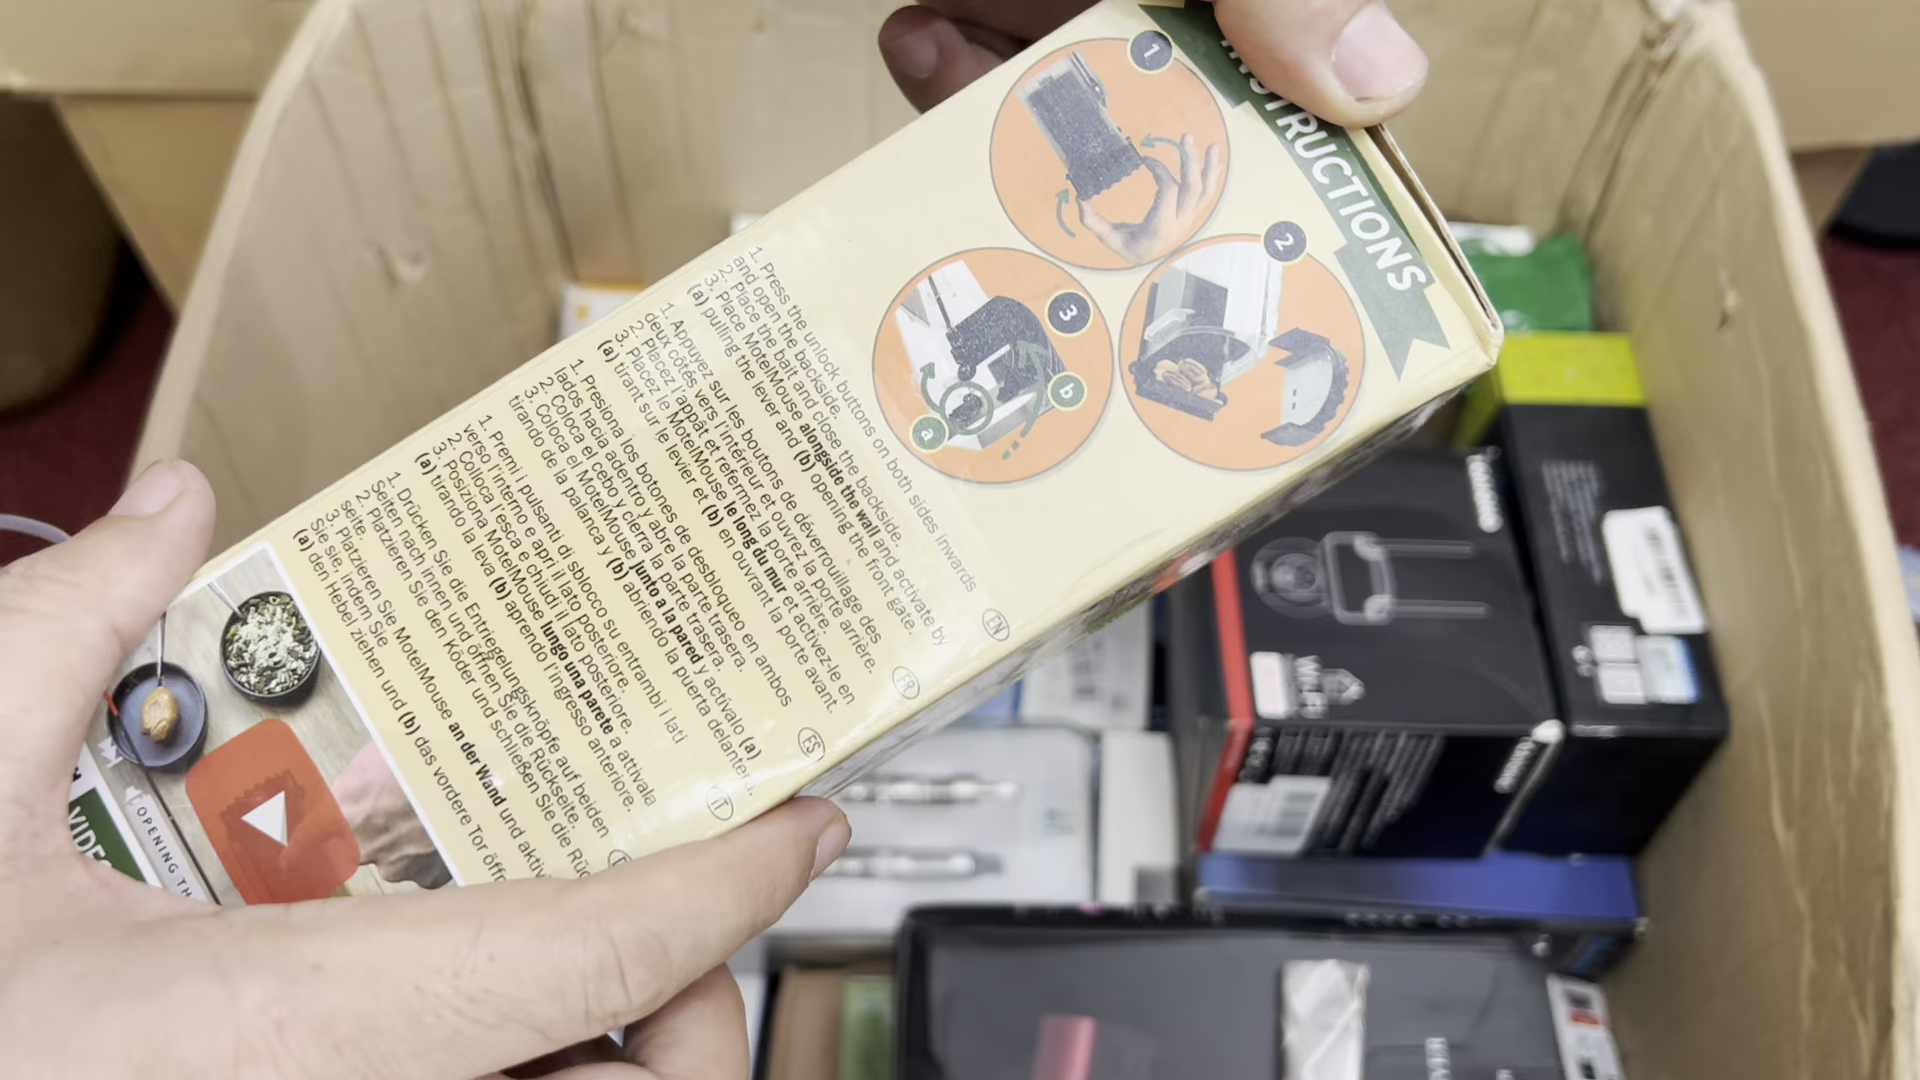 INSTRUCTIONS
1
2
3
a
b
1. Press the unlock buttons on both sides inwards
and open the backside.
2. Place the bait and close the backside.
3. Place MotelMouse alongside the wall and activate by
(a) pulling the lever and (b) opening the front gate.
EN
1. Appuyez sur les boutons de déverrouillage des
deux côtés vers l'intérieur et ouvrez la porte arrière.
2. Placez l'appât et refermez la porte arrière.
3. Placez le MotelMouse le long du mur et activez-le en
(a) tirant sur le levier et (b) en ouvrant la porte avant.
FR
1. Presiona los botones de desbloqueo en ambos
lados hacia adentro y abre la parte trasera.
2. Coloca el cebo y cierra la parte trasera.
3. Coloca el MotelMouse junto a la pared y actívalo (a)
tirando de la palanca y (b) abriendo la puerta delantera.
ES
1. Premi i pulsanti di sblocco su entrambi i lati
verso l'interno e apri il lato posteriore.
2. Colloca l'esca e chiudi il lato posteriore.
3. Posiziona MotelMouse lungo una parete a attivala
(a) tirando la leva (b) aprendo l'ingresso anteriore.
IT
1. Drücken Sie die Entriegelungsknöpfe auf beiden
Seiten nach innen und öffnen Sie die Rückseite.
2. Platzieren Sie den Köder und schließen Sie die Rüc
seite.
3. Platzieren Sie MotelMouse an der Wand und aktiv
Sie sie, indem Sie
(a) den Hebel ziehen und (b) das vordere Tor öff
OPENING TH
VIDE
Wi-Fi